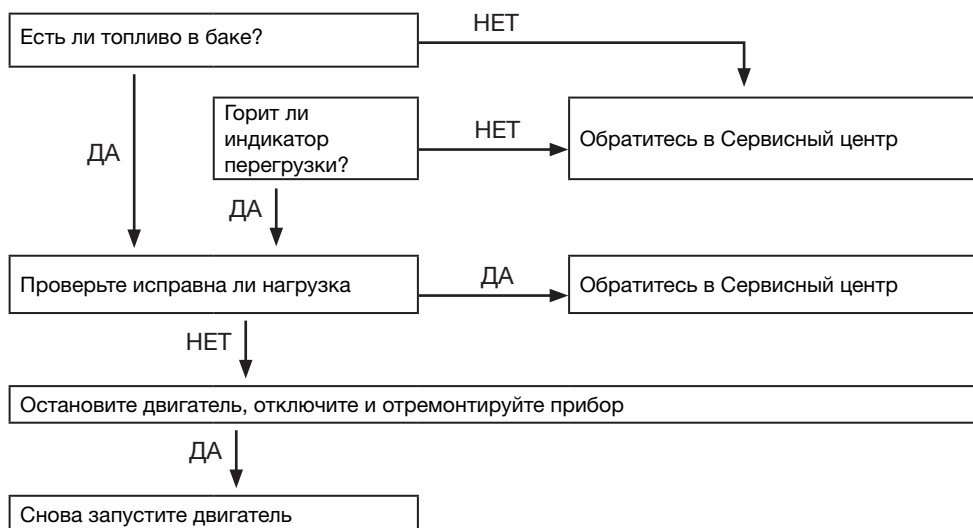 Есть ли топливо в баке?
НЕТ
ДА
Горит ли
индикатор
перегрузки?
НЕТ
Обратитесь в Сервисный центр
ДА
Проверьте исправна ли нагрузка
ДА
Обратитесь в Сервисный центр
НЕТ
Остановите двигатель, отключите и отремонтируйте прибор
ДА
Снова запустите двигатель